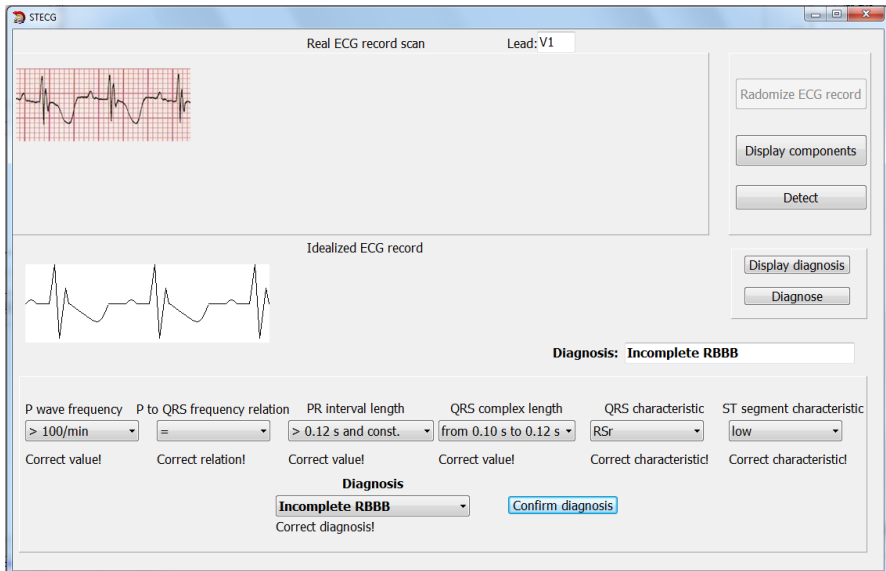 STECG
Real ECG record scan Lead: V1
Radomize ECG record
Display components
Detect
Idealized ECG record
Display diagnosis
Diagnose
Diagnosis: Incomplete RBBB
P wave frequency P to QRS frequency relation PR interval length QRS complex length QRS characteristic ST segment characteristic
> 100/min = > 0.12 s and const. from 0.10 s to 0.12 s RSr low
Correct value! Correct relation! Correct value! Correct value! Correct characteristic! Correct characteristic!
Diagnosis
Incomplete RBBB Confirm diagnosis
Correct diagnosis!